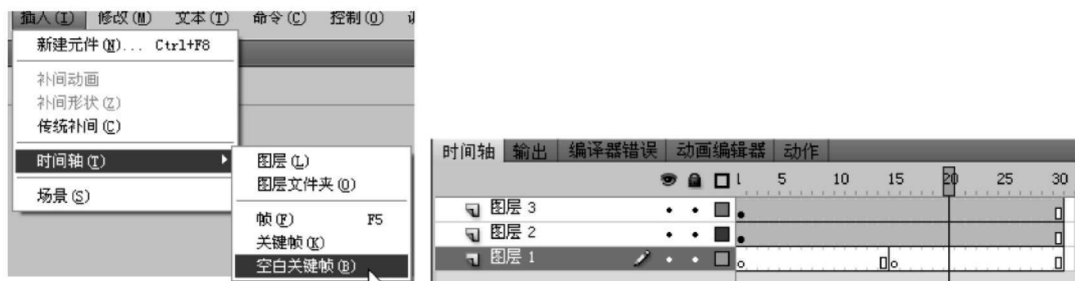 插入(I) 修改(M) 文本(T) 命令(C) 控制(O)
新建元件(N)... Ctrl+F8
补间动画
补间形状(Z)
传统补间(C)
时间轴(T)
场景(S)
图层(L)
图层文件夹(O)
帧(F) F5
关键帧(K)
空白关键帧(B)
时间轴 输出 编译器错误 动画编辑器 动作
1 5 10 15 20 25 30
图层 3
图层 2
图层 1